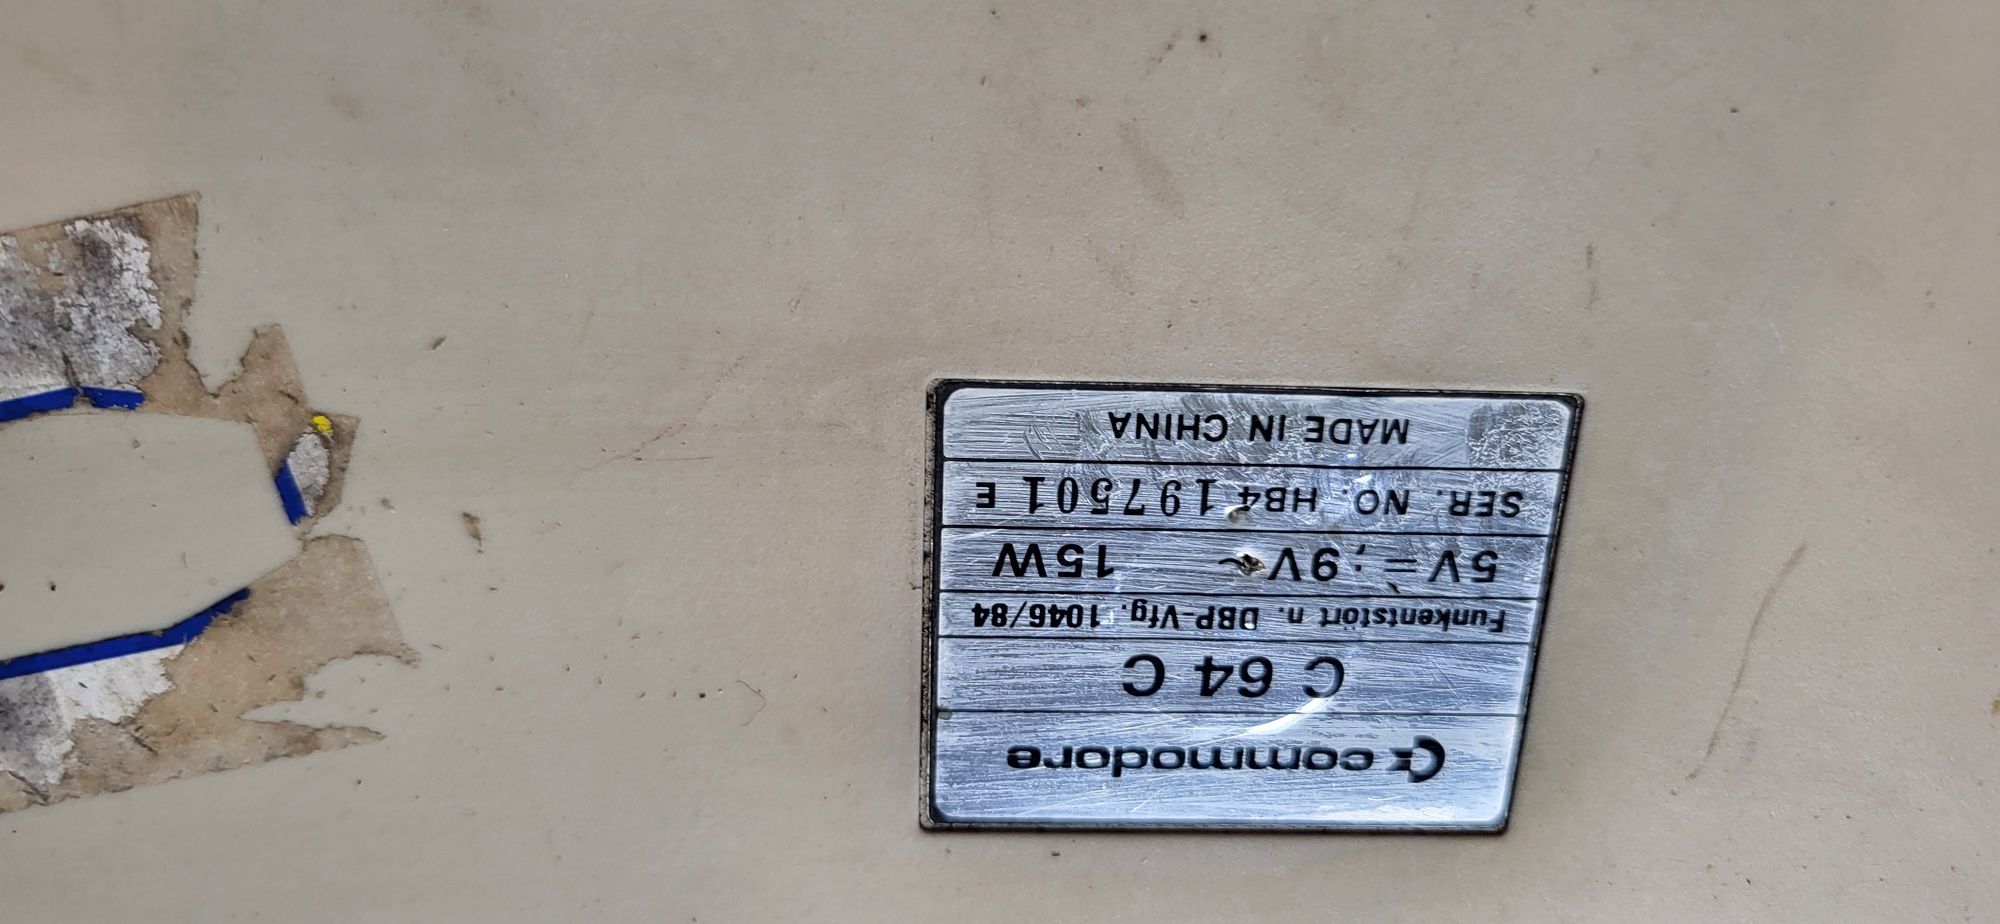 commodore
C 64 C
Funkentstört n. DBP-Vfg. 1046/84
5V⎓; 9V~ 15W
SER. NO. HB4 197501 E
MADE IN CHINA